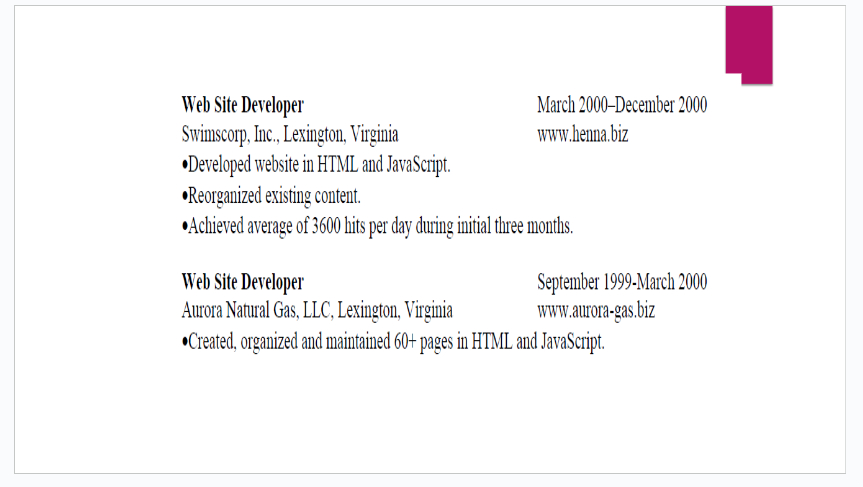 Web Site Developer March 2000–December 2000
Swimscorp, Inc., Lexington, Virginia www.henna.biz
•Developed website in HTML and JavaScript.
•Reorganized existing content.
•Achieved average of 3600 hits per day during initial three months.
Web Site Developer September 1999-March 2000
Aurora Natural Gas, LLC, Lexington, Virginia www.aurora-gas.biz
•Created, organized and maintained 60+ pages in HTML and JavaScript.